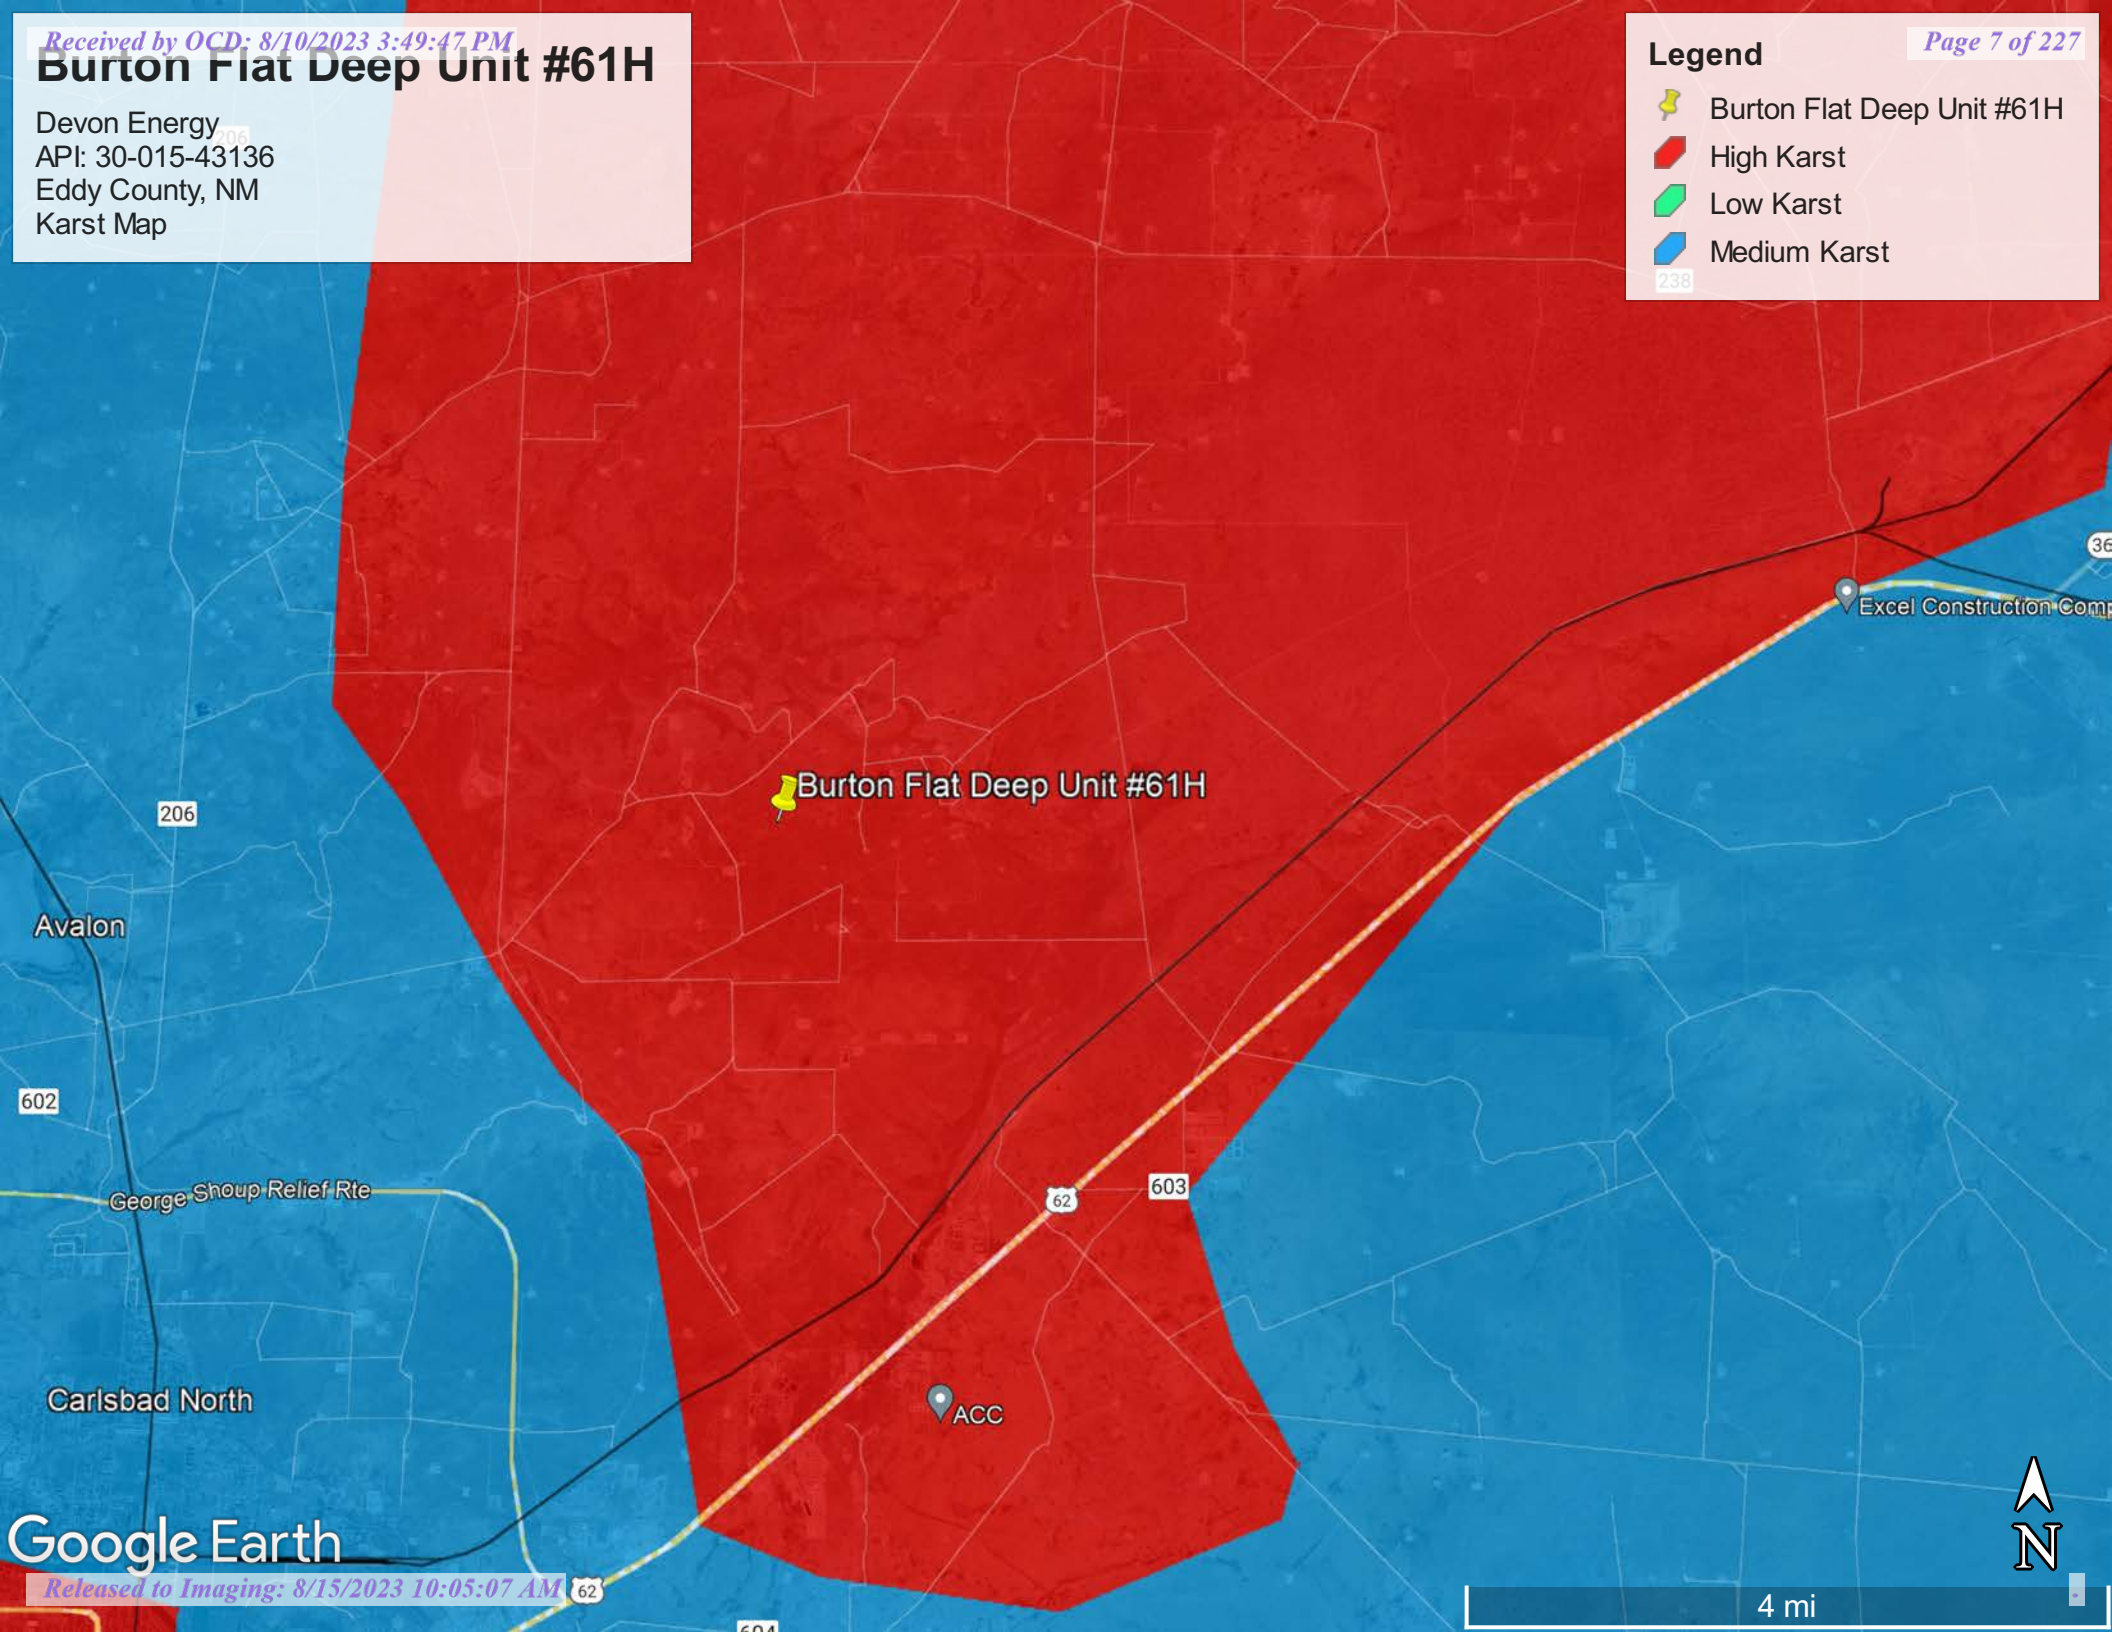 Received by OCD: 8/10/2023 3:49:47 PM
Burton Flat Deep Unit #61H
Devon Energy
API: 30-015-43136
Eddy County, NM
Karst Map
206
Page 7 of 227
Legend
Burton Flat Deep Unit #61H
High Karst
Low Karst
Medium Karst
238
36
Excel Construction Com
Burton Flat Deep Unit #61H
206
Avalon
602
George Shoup Relief Rte
603
62
Carlsbad North
ACC
N
Google Earth
Released to Imaging: 8/15/2023 10:05:07 AM
62
4 mi
604